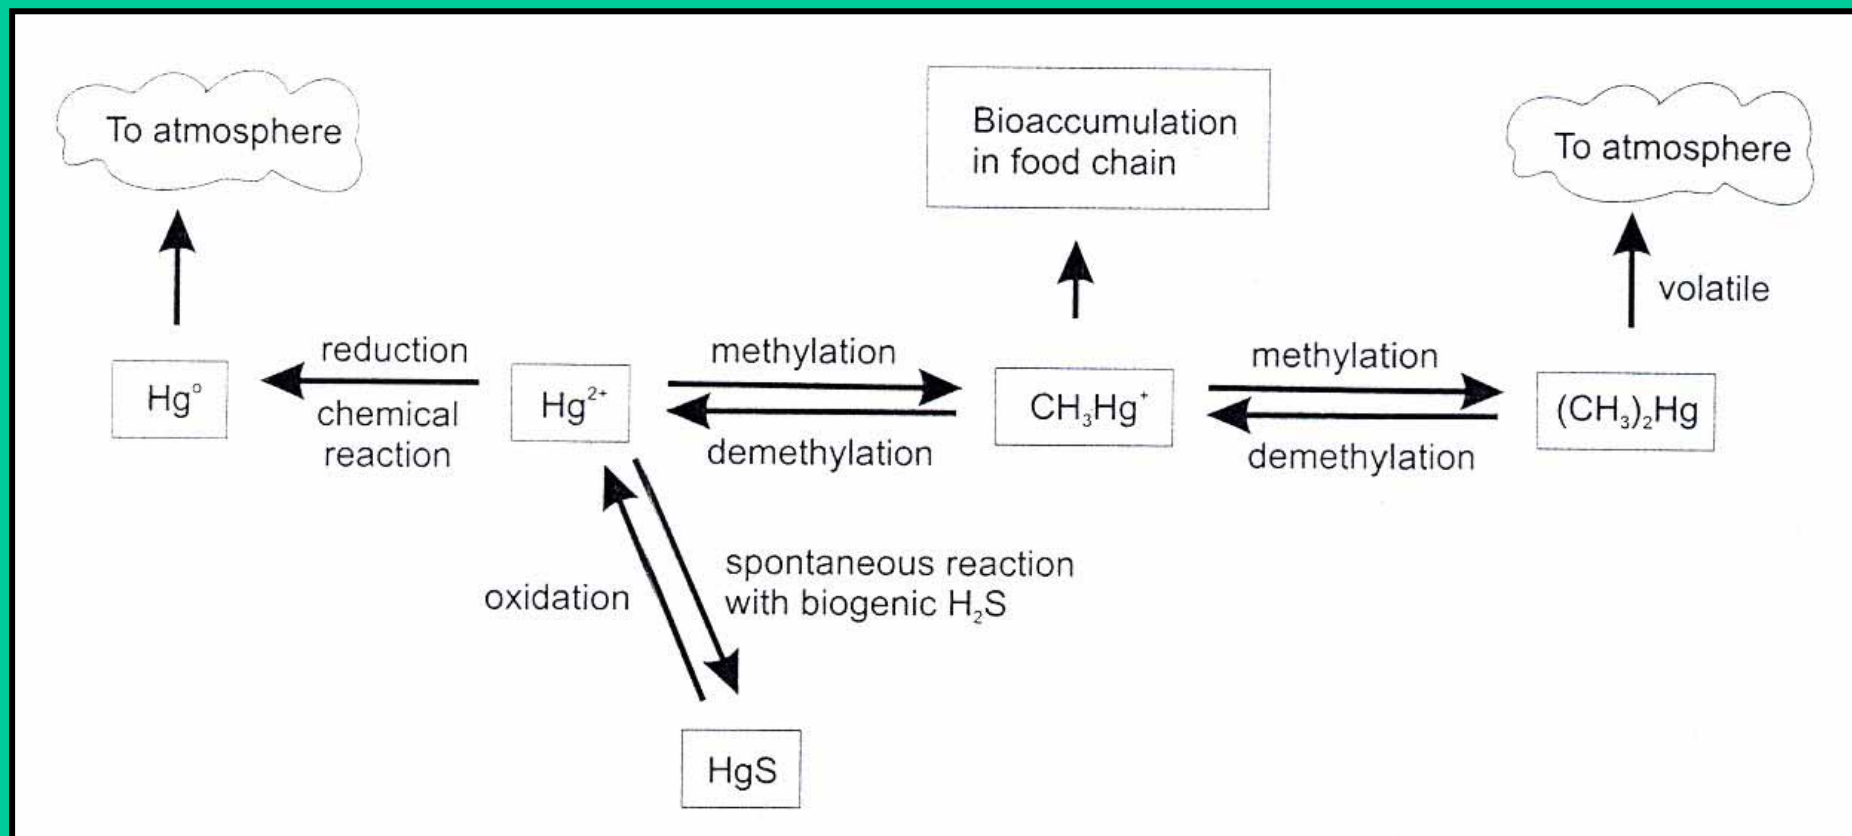 To atmosphere
Bioaccumulation
in food chain
To atmosphere
volatile
reduction
methylation
methylation
Hg°
Hg²⁺
CH₃Hg⁺
(CH₃)₂Hg
chemical
reaction
demethylation
demethylation
oxidation
spontaneous reaction
with biogenic H₂S
HgS